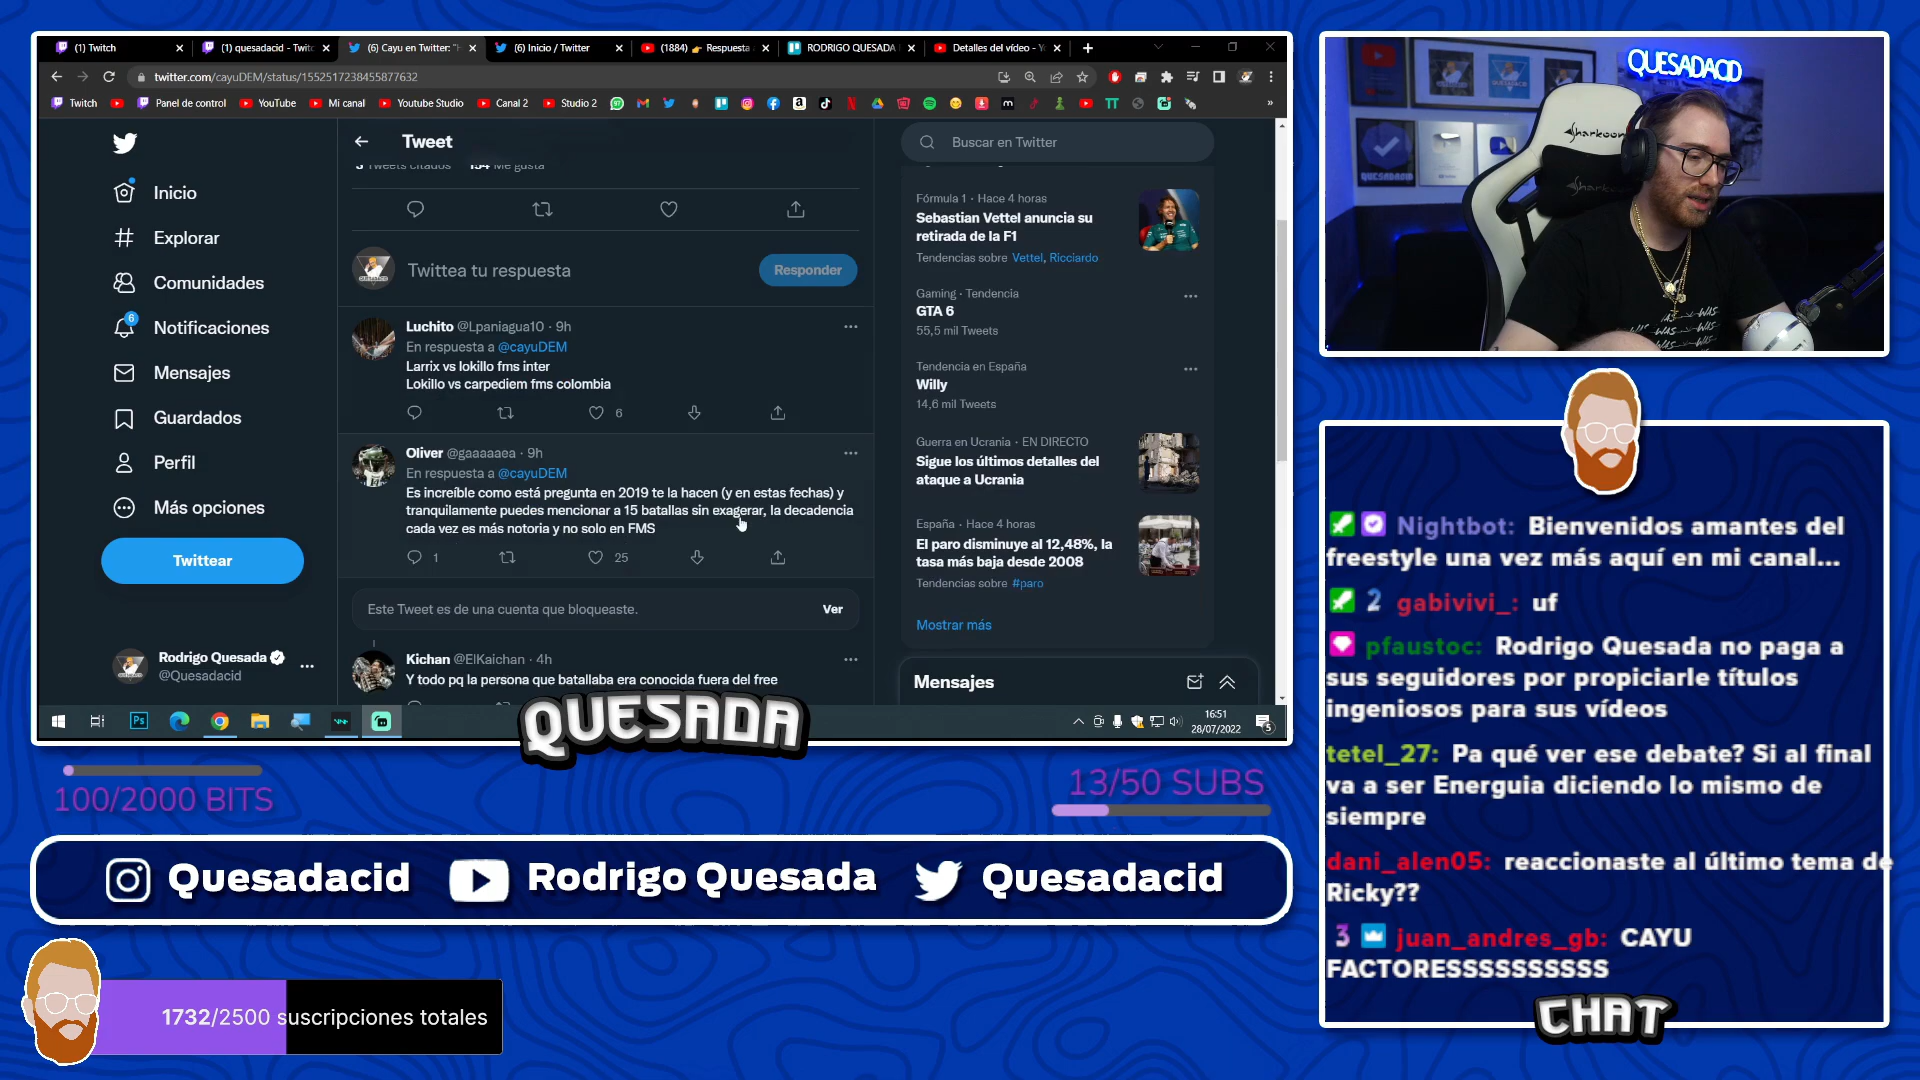 (1) Twitch
(1) quesadacid - Twitc
(6) Cayu en Twitter: "H
(6) Inicio / Twitter
(1884) 👉 Respuesta a
RODRIGO QUESADA
Detalles del vídeo - Y
twitter.com/cayuDEM/status/1552517238455877632
Twitch
Panel de control
YouTube
Mi canal
Youtube Studio
Canal 2
Studio 2
»
Tweet
Tweets citados
194 Me gusta
Inicio
Explorar
Comunidades
Notificaciones
6
Mensajes
Guardados
Perfil
Más opciones
Twittear
Rodrigo Quesada
@Quesadacid
Twittea tu respuesta
Responder
Luchito @Lpaniagua10 · 9h
En respuesta a @cayuDEM
Larrix vs lokillo fms inter
Lokillo vs carpediem fms colombia
6
Oliver @gaaaaaea · 9h
En respuesta a @cayuDEM
Es increíble como está pregunta en 2019 te la hacen (y en estas fechas) y
tranquilamente puedes mencionar a 15 batallas sin exagerar, la decadencia
cada vez es más notoria y no solo en FMS
1
25
Este Tweet es de una cuenta que bloqueaste.
Ver
Kichan @ElKaichan · 4h
Y todo pq la persona que batallaba era conocida fuera del free
Buscar en Twitter
Fórmula 1 · Hace 4 horas
Sebastian Vettel anuncia su
retirada de la F1
Tendencias sobre Vettel, Ricciardo
Gaming · Tendencia
GTA 6
55,5 mil Tweets
Tendencia en España
Willy
14,6 mil Tweets
Guerra en Ucrania · EN DIRECTO
Sigue los últimos detalles del
ataque a Ucrania
España · Hace 4 horas
El paro disminuye al 12,48%, la
tasa más baja desde 2008
Tendencias sobre #paro
Mostrar más
Mensajes
16:51
28/07/2022
5
QUESADA
100/2000 BITS
13/50 SUBS
Quesadacid
Rodrigo Quesada
Quesadacid
1732/2500 suscripciones totales
QUESADACID
sharkoon
sharkoon
QUESADACID
Nightbot: Bienvenidos amantes del
freestyle una vez más aquí en mi canal...
2 gabivivi_: uf
pfaustoc: Rodrigo Quesada no paga a
sus seguidores por propiciarle títulos
ingeniosos para sus vídeos
tetel_27: Pa qué ver ese debate? Si al final
va a ser Energuia diciendo lo mismo de
siempre
dani_alen05: reaccionaste al último tema de
Ricky??
3 juan_andres_gb: CAYU
FACTORESSSSSSSSSS
CHAT